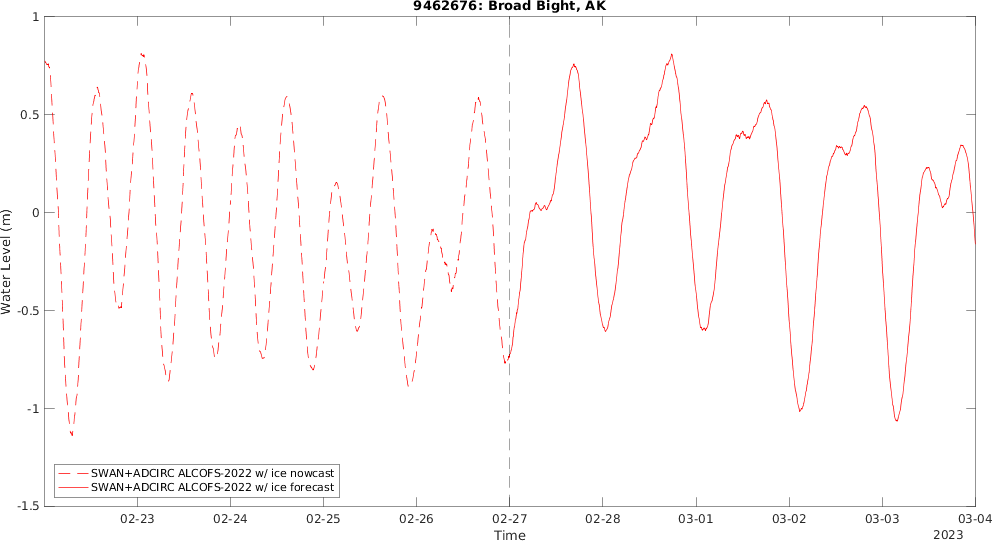 9462676: Broad Bight, AK
1
0.5
0
-0.5
-1
-1.5
Water Level (m)
SWAN+ADCIRC ALCOFS-2022 w/ ice nowcast
SWAN+ADCIRC ALCOFS-2022 w/ ice forecast
02-23 02-24 02-25 02-26 02-27 02-28 03-01 03-02 03-03 03-04
Time
2023